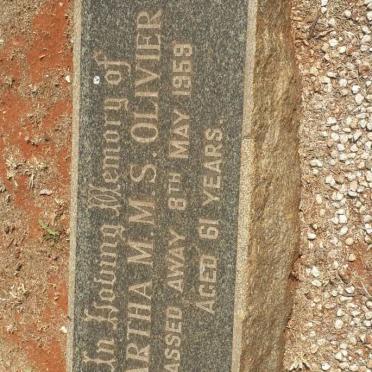 In Loving Memory of
ARTHA M.M.S. OLIVIER
ASSED AWAY 8TH MAY 1959
AGED 61 YEARS.